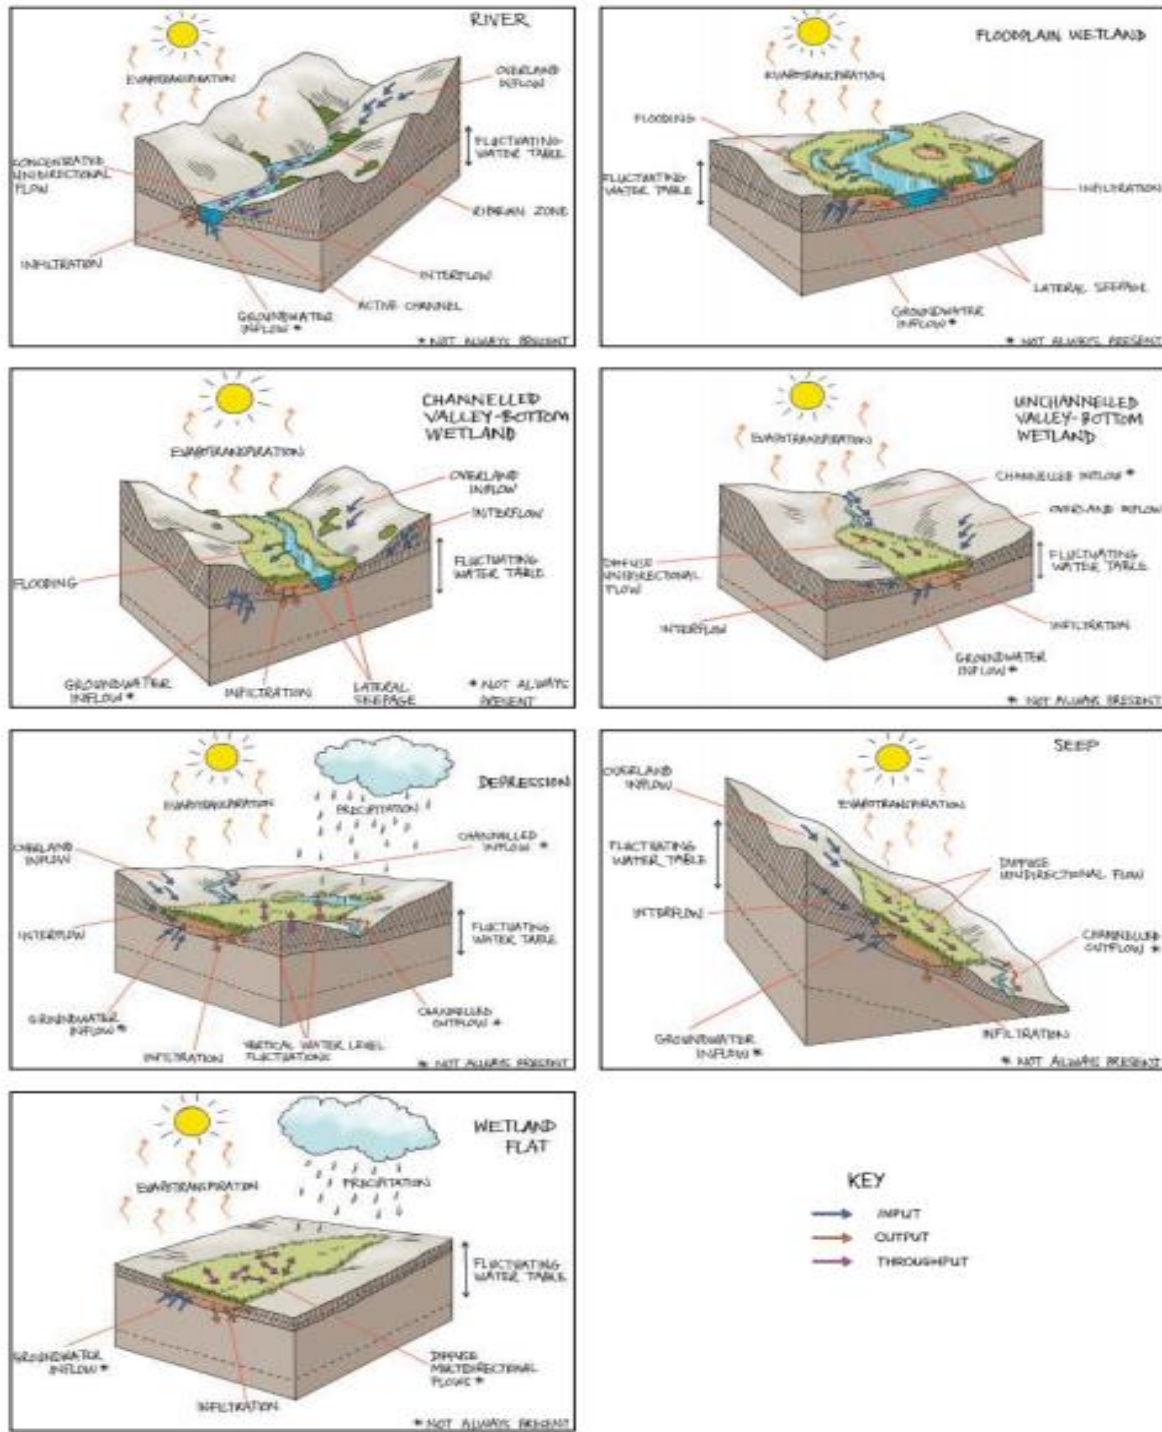 RIVER
EVAPOTRANSPIRATION
OVERLAND
INFLOW
FLUCTUATING
WATER TABLE
CONCENTRATED
UNIDIRECTIONAL
FLOW
RIPARIAN ZONE
INFILTRATION
INTERFLOW
ACTIVE CHANNEL
GROUNDWATER
INFLOW *
* NOT ALWAYS PRESENT
FLOODPLAIN WETLAND
EVAPOTRANSPIRATION
FLOODING
FLUCTUATING
WATER TABLE
INFILTRATION
LATERAL SEEPAGE
GROUNDWATER
INFLOW *
* NOT ALWAYS PRESENT
CHANNELLED
VALLEY-BOTTOM
WETLAND
EVAPOTRANSPIRATION
OVERLAND
INFLOW
INTERFLOW
FLUCTUATING
WATER TABLE
FLOODING
GROUNDWATER
INFLOW *
INFILTRATION
LATERAL
SEEPAGE
* NOT ALWAYS
PRESENT
UNCHANNELLED
VALLEY-BOTTOM
WETLAND
EVAPOTRANSPIRATION
CHANNELLED INFLOW *
OVERLAND INFLOW
FLUCTUATING
WATER TABLE
DIFFUSE
UNIDIRECTIONAL
FLOW
INTERFLOW
INFILTRATION
GROUNDWATER
INFLOW *
* NOT ALWAYS PRESENT
DEPRESSION
EVAPOTRANSPIRATION
PRECIPITATION
OVERLAND
INFLOW
CHANNELLED
INFLOW *
INTERFLOW
FLUCTUATING
WATER TABLE
GROUNDWATER
INFLOW *
INFILTRATION
VERTICAL WATER LEVEL
FLUCTUATIONS
CHANNELLED
OUTFLOW *
* NOT ALWAYS PRESENT
SEEP
OVERLAND
INFLOW
EVAPOTRANSPIRATION
FLUCTUATING
WATER TABLE
DIFFUSE
UNIDIRECTIONAL FLOW
INTERFLOW
CHANNELLED
OUTFLOW *
GROUNDWATER
INFLOW *
INFILTRATION
* NOT ALWAYS PRESENT
WETLAND
FLAT
EVAPOTRANSPIRATION
PRECIPITATION
FLUCTUATING
WATER TABLE
GROUNDWATER
INFLOW *
DIFFUSE
MULTIDIRECTIONAL
FLOWS *
INFILTRATION
* NOT ALWAYS PRESENT
KEY
INPUT
OUTPUT
THROUGHPUT